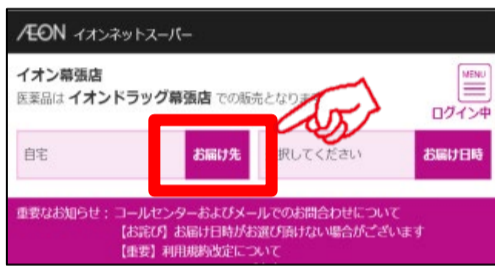 ÆON イオンネットスーパー
イオン幕張店
医薬品は イオンドラッグ幕張店 での販売となりま
MENU
ログイン中
自宅
お届け先
択してください
お届け日時
重要なお知らせ：コールセンターおよびメールでのお問合わせについて
【お詫び】お届け日時がお選び頂けない場合がございます
【重要】利用規約改定について